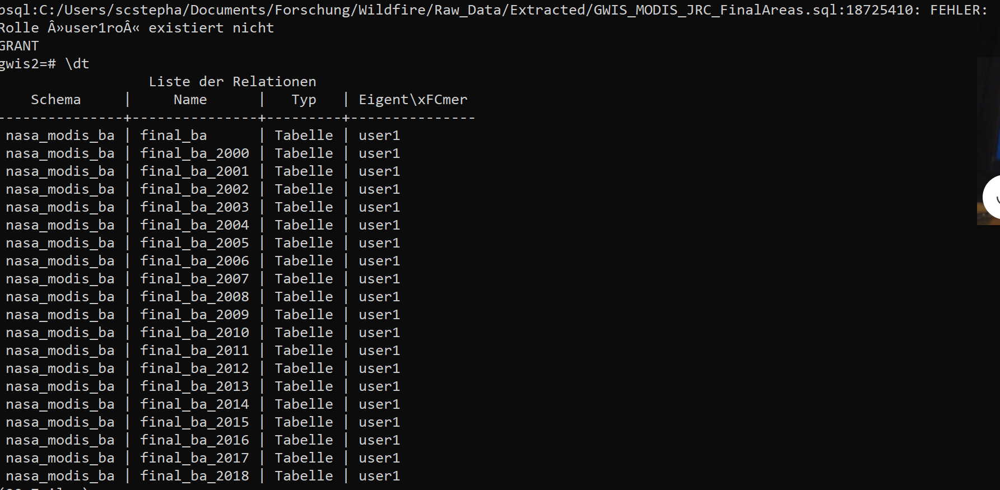 psql:C:/Users/scstepha/Documents/Forschung/Wildfire/Raw_Data/Extracted/GWIS_MODIS_JRC_FinalAreas.sql:18725410: FEHLER:
Rolle Â»user1roÂ« existiert nicht
GRANT
gwis2=# \dt
Liste der Relationen
Schema | Name | Typ | Eigent\xFCmer
---------------+---------------+---------+---------------
nasa_modis_ba | final_ba | Tabelle | user1
nasa_modis_ba | final_ba_2000 | Tabelle | user1
nasa_modis_ba | final_ba_2001 | Tabelle | user1
nasa_modis_ba | final_ba_2002 | Tabelle | user1
nasa_modis_ba | final_ba_2003 | Tabelle | user1
nasa_modis_ba | final_ba_2004 | Tabelle | user1
nasa_modis_ba | final_ba_2005 | Tabelle | user1
nasa_modis_ba | final_ba_2006 | Tabelle | user1
nasa_modis_ba | final_ba_2007 | Tabelle | user1
nasa_modis_ba | final_ba_2008 | Tabelle | user1
nasa_modis_ba | final_ba_2009 | Tabelle | user1
nasa_modis_ba | final_ba_2010 | Tabelle | user1
nasa_modis_ba | final_ba_2011 | Tabelle | user1
nasa_modis_ba | final_ba_2012 | Tabelle | user1
nasa_modis_ba | final_ba_2013 | Tabelle | user1
nasa_modis_ba | final_ba_2014 | Tabelle | user1
nasa_modis_ba | final_ba_2015 | Tabelle | user1
nasa_modis_ba | final_ba_2016 | Tabelle | user1
nasa_modis_ba | final_ba_2017 | Tabelle | user1
nasa_modis_ba | final_ba_2018 | Tabelle | user1